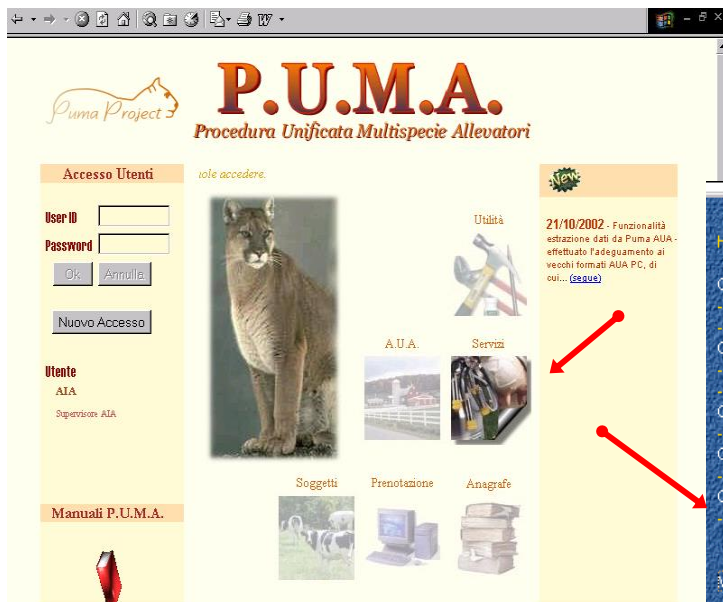 Puma Project
P.U.M.A.
Procedura Unificata Multispecie Allevatori
Accesso Utenti
uole accedere.
New
User ID
Password
Ok Annulla
Nuovo Accesso
Utente
AIA
Supervisore AIA
Manuali P.U.M.A.
Utilità
A.U.A.
Servizi
Soggetti
Prenotazione
Anagrafe
21/10/2002 - Funzionalità
estrazione dati da Puma AUA -
effettuato l'adeguamento ai
vecchi formati AUA PC, di
cui... (segue)